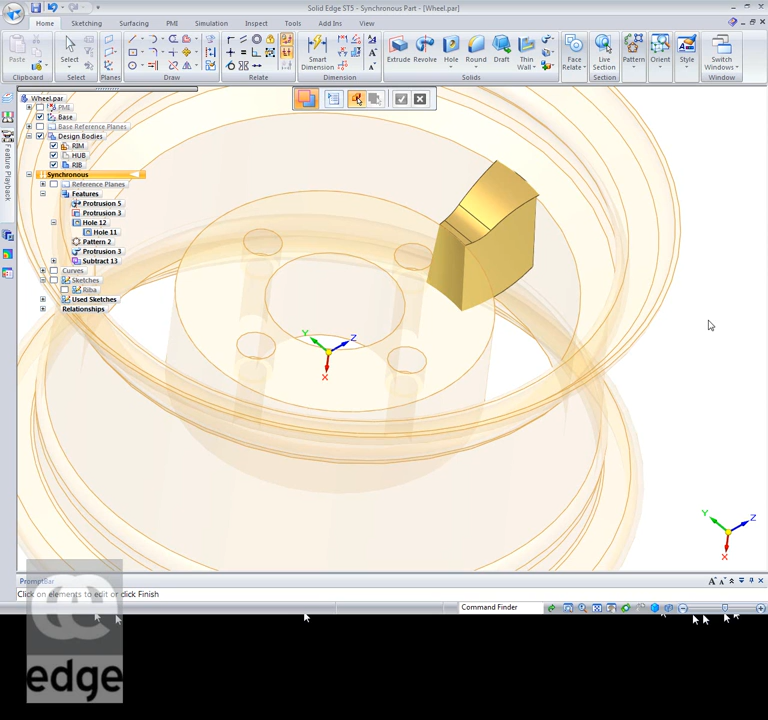 Solid Edge ST5 - Synchronous Part - [Wheel.par]
Home Sketching Surfacing PMI Simulation Inspect Tools Add Ins View
Paste Select Smart Dimension Extrude Revolve Hole Round Draft Thin Wall Face Relate Live Section Pattern Orient Style Switch Windows
Clipboard Select Planes Draw Relate Dimension Solids Section Window
Feature Playback
Wheel.par
PMI
Base
Base Reference Planes
Design Bodies
RIM
HUB
RIB
Synchronous
Reference Planes
Features
Protrusion 5
Protrusion 3
Hole 12
Hole 11
Pattern 2
Protrusion 3
Subtract 13
Curves
Sketches
Riba
Used Sketches
Relationships
Y Z
X
Y Z
X
PromptBar
Click on elements to edit or click Finish
Command Finder
edge